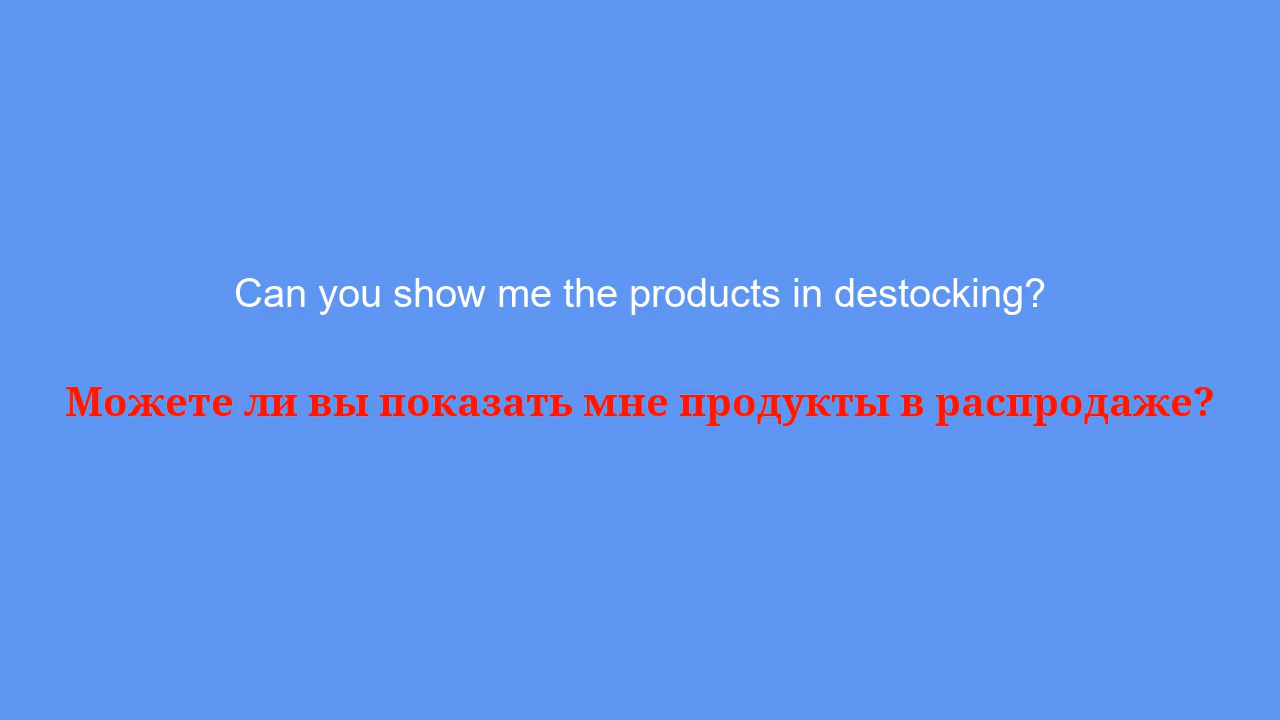 Can you show me the products in destocking?
Можете ли вы показать мне продукты в распродаже?